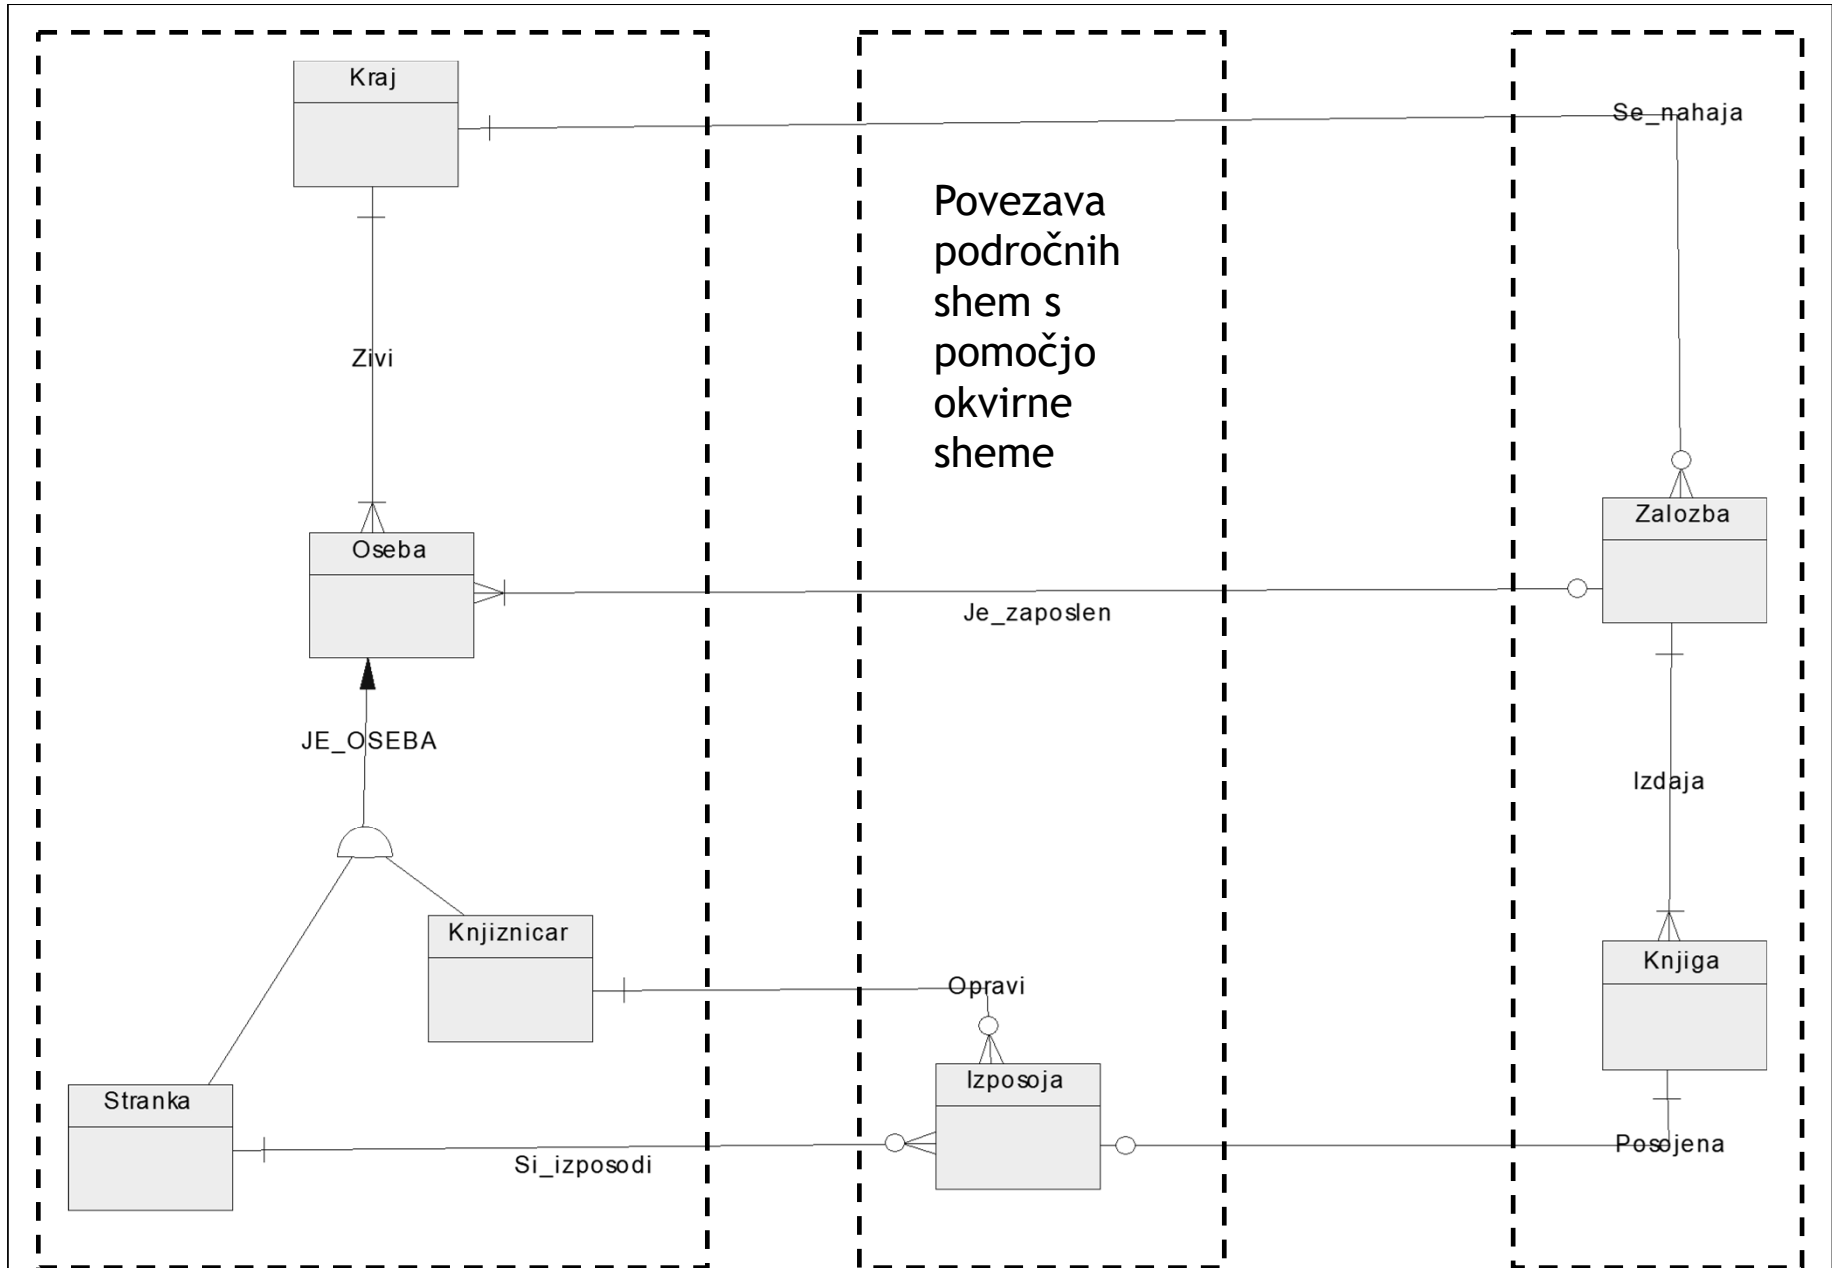 Kraj
Se_nahaja
Povezava
področnih
shem s
pomočjo
okvirne
sheme
Zivi
Zalozba
Oseba
Je_zaposlen
JE_OSEBA
Izdaja
Knjiznicar
Knjiga
Opravi
Izposoja
Stranka
Posojena
Si_izposodi